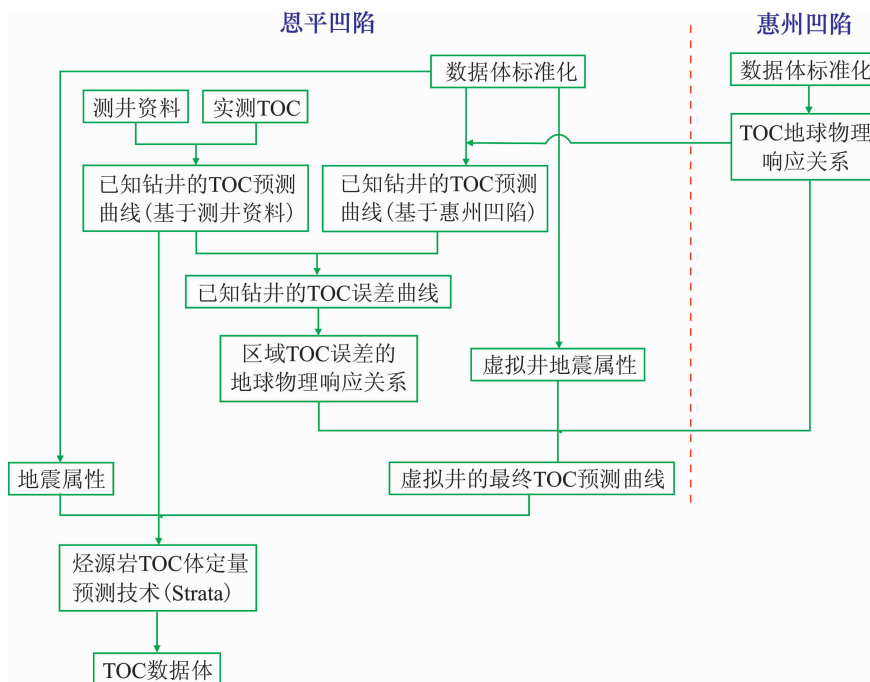 恩平凹陷
惠州凹陷
数据体标准化
数据体标准化
测井资料
实测TOC
TOC地球物理
响应关系
已知钻井的TOC预测
曲线(基于测井资料)
已知钻井的TOC预测
曲线(基于惠州凹陷)
已知钻井的TOC误差曲线
区域TOC误差的
地球物理响应关系
虚拟井地震属性
地震属性
虚拟井的最终TOC预测曲线
烃源岩TOC体定量
预测技术(Strata)
TOC数据体